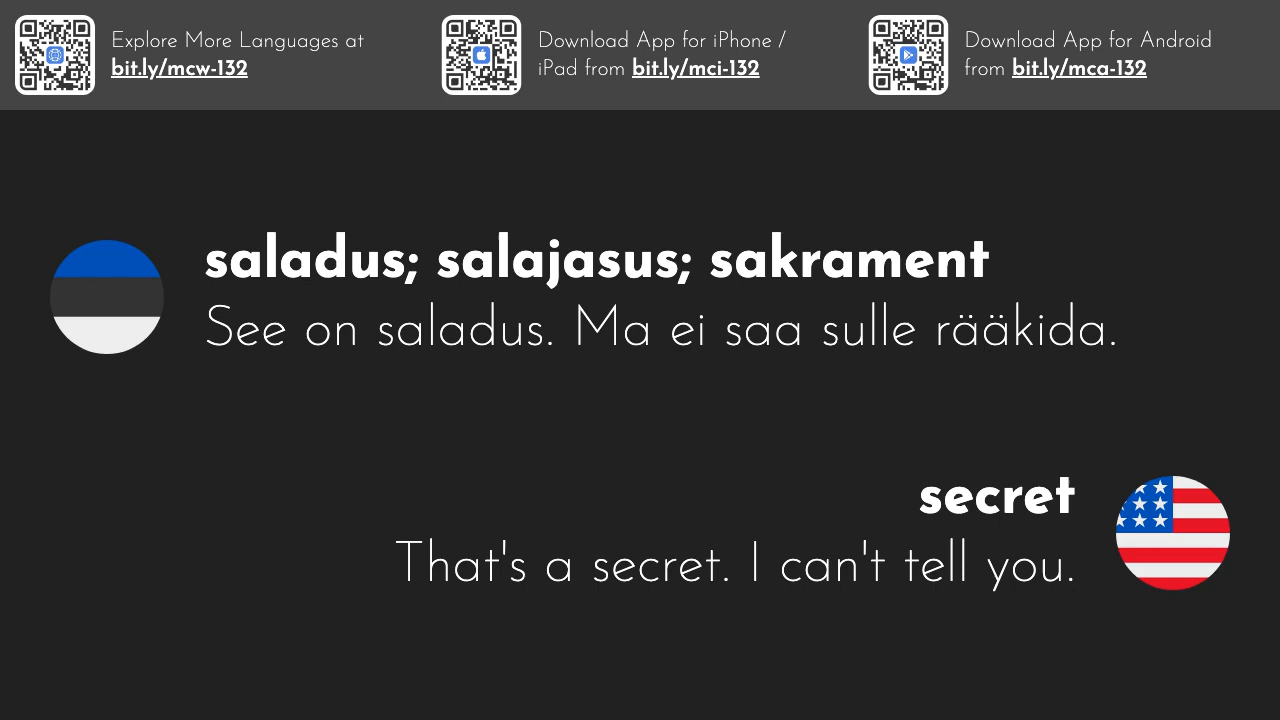 Explore More Languages at
bit.ly/mcw-132
Download App for iPhone /
iPad from bit.ly/mci-132
Download App for Android
from bit.ly/mca-132
saladus; salajasus; sakrament
See on saladus. Ma ei saa sulle rääkida.
secret
That's a secret. I can't tell you.